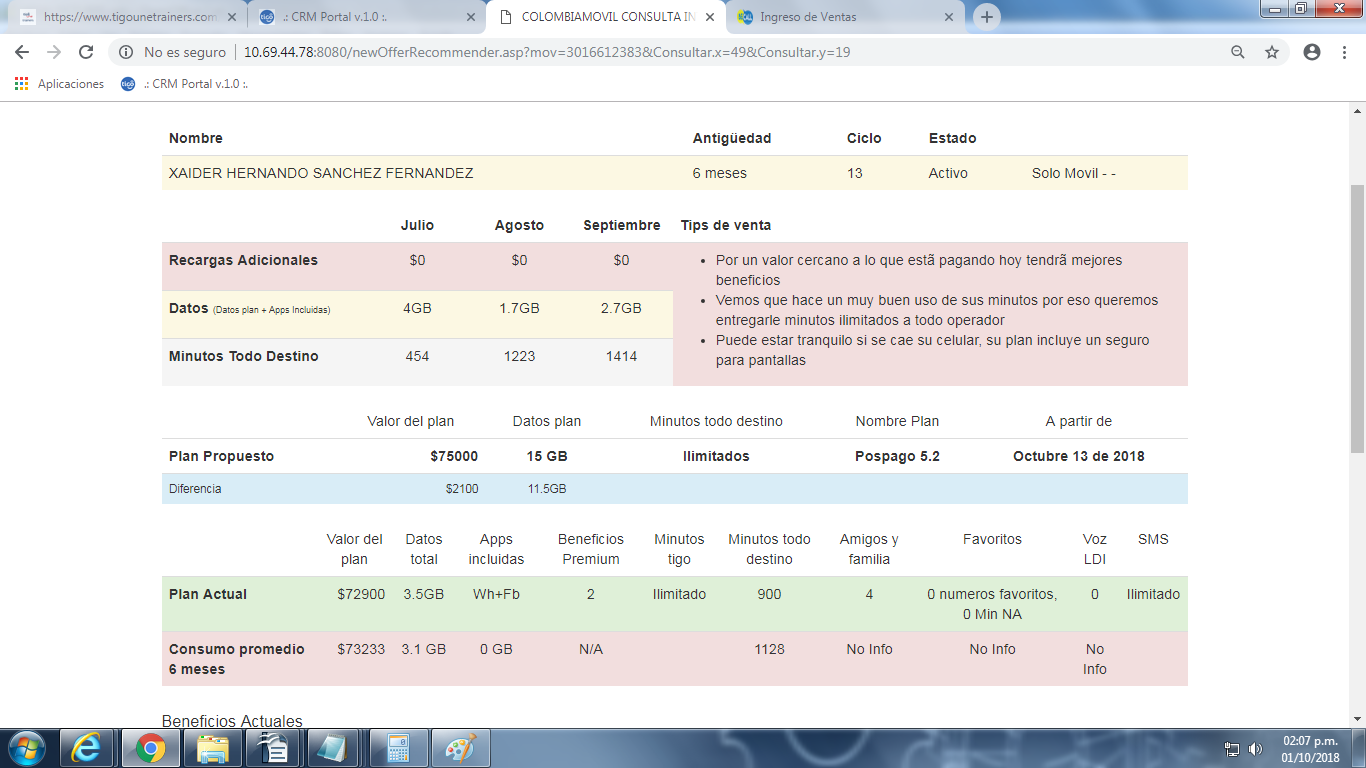 https://www.tigounetrainers.com
.: CRM Portal v.1.0 :.
COLOMBIAMOVIL CONSULTA IN
Ingreso de Ventas
No es seguro
10.69.44.78:8080/newOfferRecommender.asp?mov=3016612383&Consultar.x=49&Consultar.y=19
Aplicaciones
.: CRM Portal v.1.0 :.
Nombre Antigüedad Ciclo Estado
XAIDER HERNANDO SANCHEZ FERNANDEZ 6 meses 13 Activo Solo Movil - -
Julio Agosto Septiembre Tips de venta
Recargas Adicionales $0 $0 $0
Datos (Datos plan + Apps Incluidas) 4GB 1.7GB 2.7GB
Minutos Todo Destino 454 1223 1414
• Por un valor cercano a lo que estã pagando hoy tendrã mejores
beneficios
• Vemos que hace un muy buen uso de sus minutos por eso queremos
entregarle minutos ilimitados a todo operador
• Puede estar tranquilo si se cae su celular, su plan incluye un seguro
para pantallas
Valor del plan Datos plan Minutos todo destino Nombre Plan A partir de
Plan Propuesto $75000 15 GB Ilimitados Pospago 5.2 Octubre 13 de 2018
Diferencia $2100 11.5GB
Valor del Datos Apps Beneficios Minutos Minutos todo Amigos y Favoritos Voz SMS
plan total incluidas Premium tigo destino familia LDI
Plan Actual $72900 3.5GB Wh+Fb 2 Ilimitado 900 4 0 numeros favoritos, 0 Ilimitado
0 Min NA
Consumo promedio $73233 3.1 GB 0 GB N/A 1128 No Info No Info No
6 meses Info
Beneficios Actuales
02:07 p.m.
01/10/2018